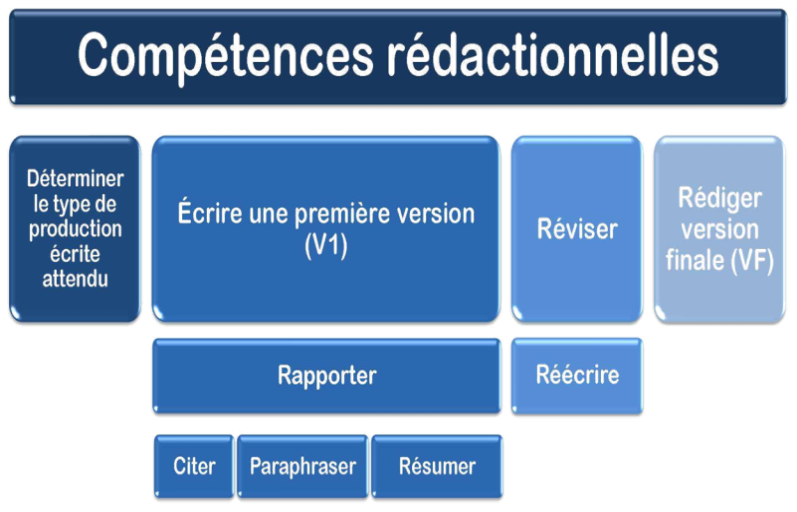 Compétences rédactionnelles
Déterminer
le type de
production
écrite
attendu
Écrire une première version
(V1)
Réviser
Rédiger
version
finale (VF)
Rapporter
Réécrire
Citer
Paraphraser
Résumer